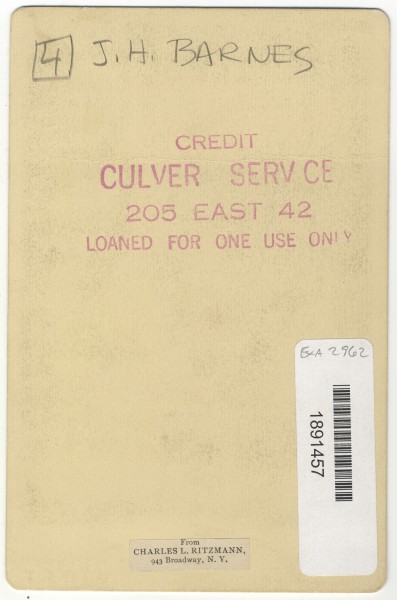 4 J.H. BARNES
CREDIT
CULVER SERV CE
205 EAST 42
LOANED FOR ONE USE ONLY
ExA 2962
1891457
From
CHARLES L. RITZMANN,
943 Broadway, N. Y.